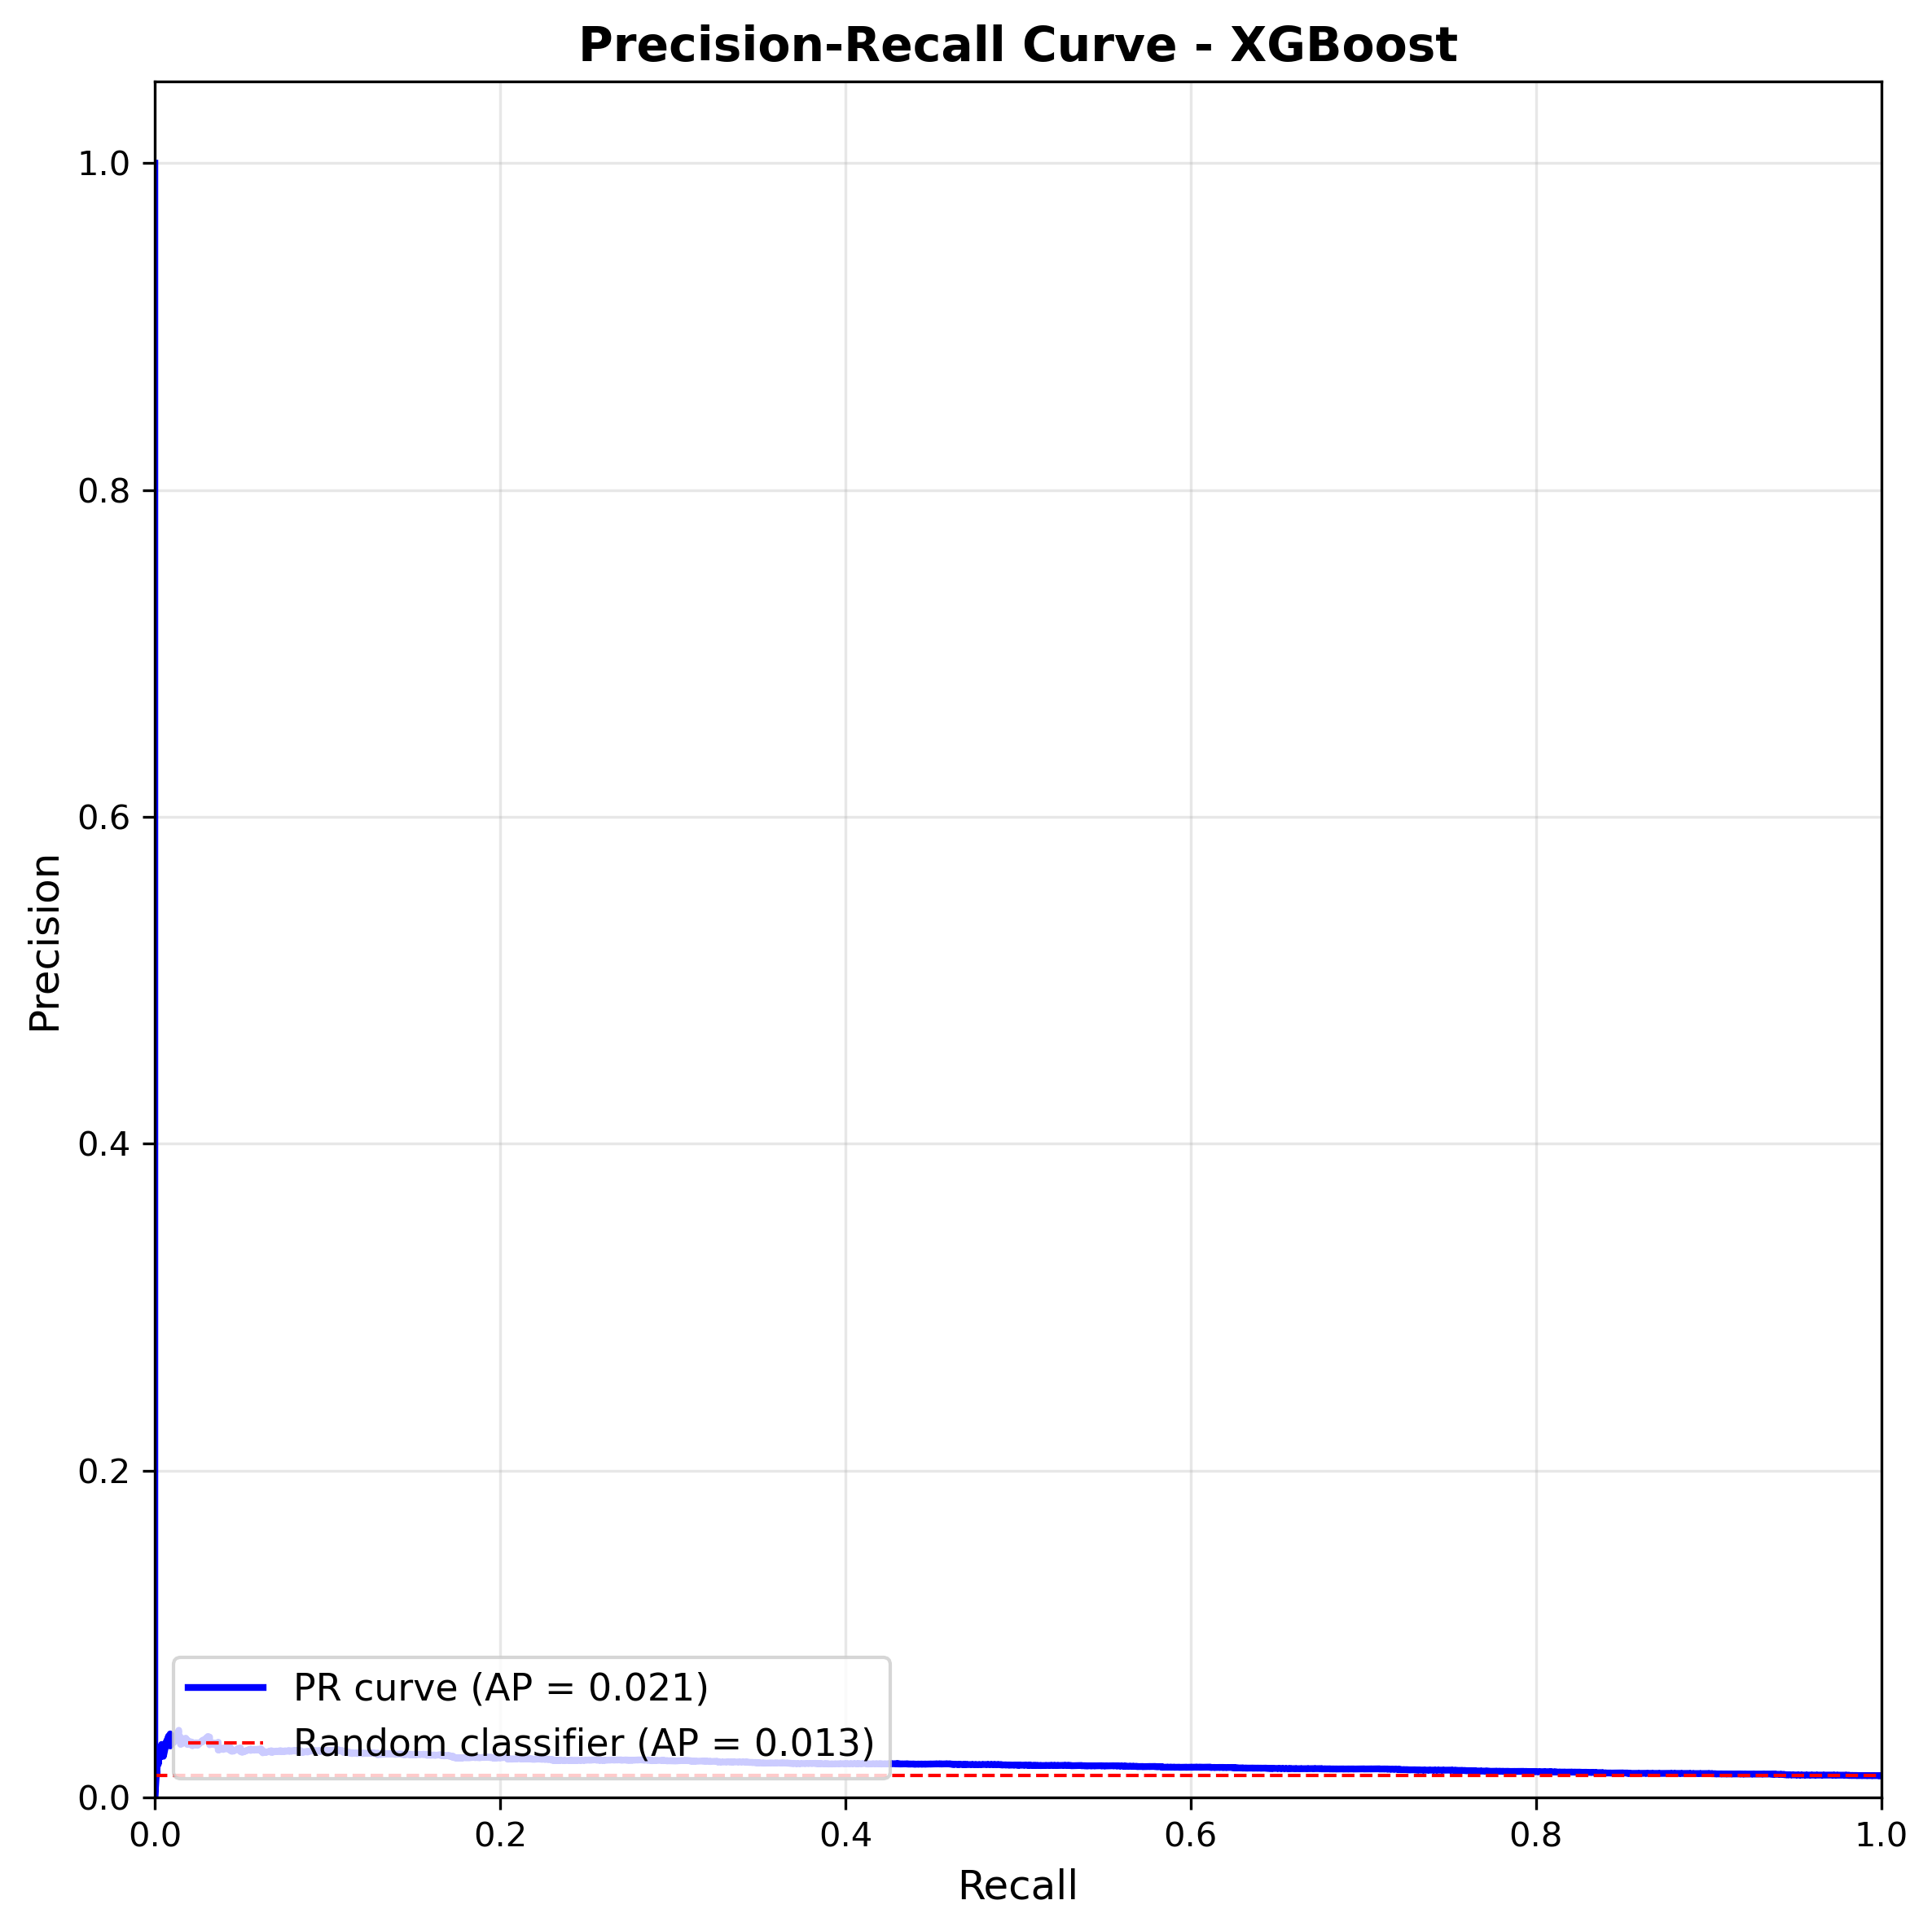 Precision-Recall Curve - XGBoost
1.0
0.8
0.6
0.4
0.2
0.0
Precision
PR curve (AP = 0.021)
Random classifier (AP = 0.013)
0.0 0.2 0.4 0.6 0.8 1.0
Recall